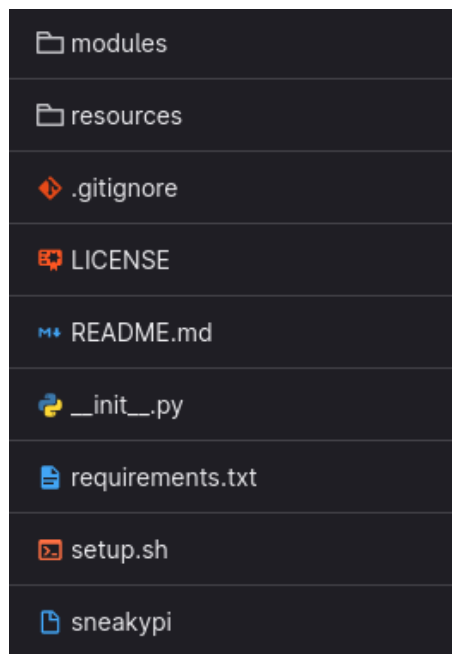 modules
resources
.gitignore
LICENSE
M↓ README.md
__init__.py
requirements.txt
setup.sh
sneakypi